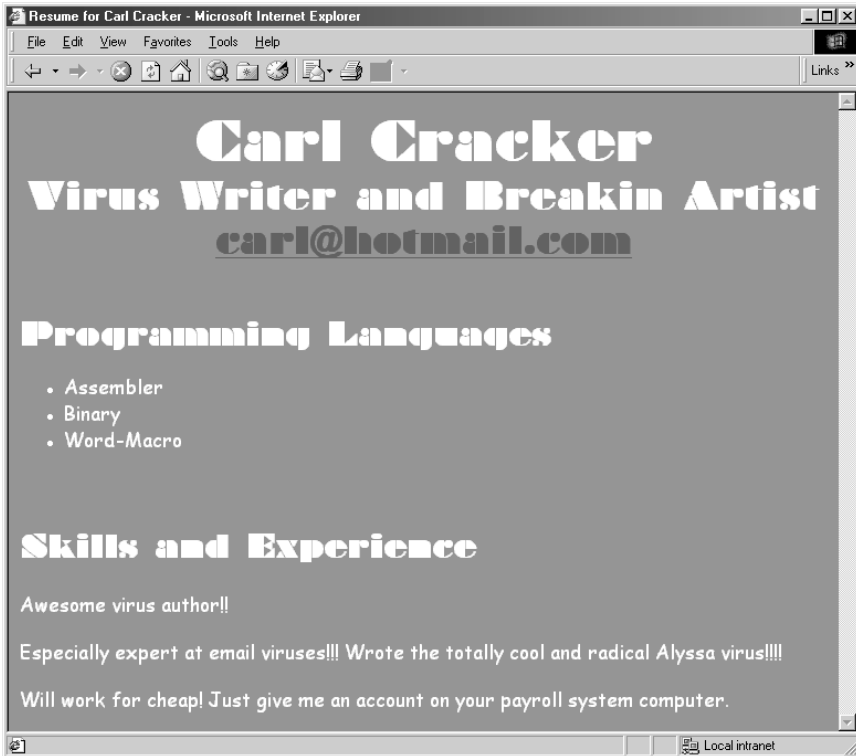 Resume for Carl Cracker - Microsoft Internet Explorer
File Edit View Favorites Tools Help
Links »
Carl Cracker
Virus Writer and Breakin Artist
carl@hotmail.com
Programming Languages
• Assembler
• Binary
• Word-Macro
Skills and Experience
Awesome virus author!!
Especially expert at email viruses!!! Wrote the totally cool and radical Alyssa virus!!!!
Will work for cheap! Just give me an account on your payroll system computer.
Local intranet